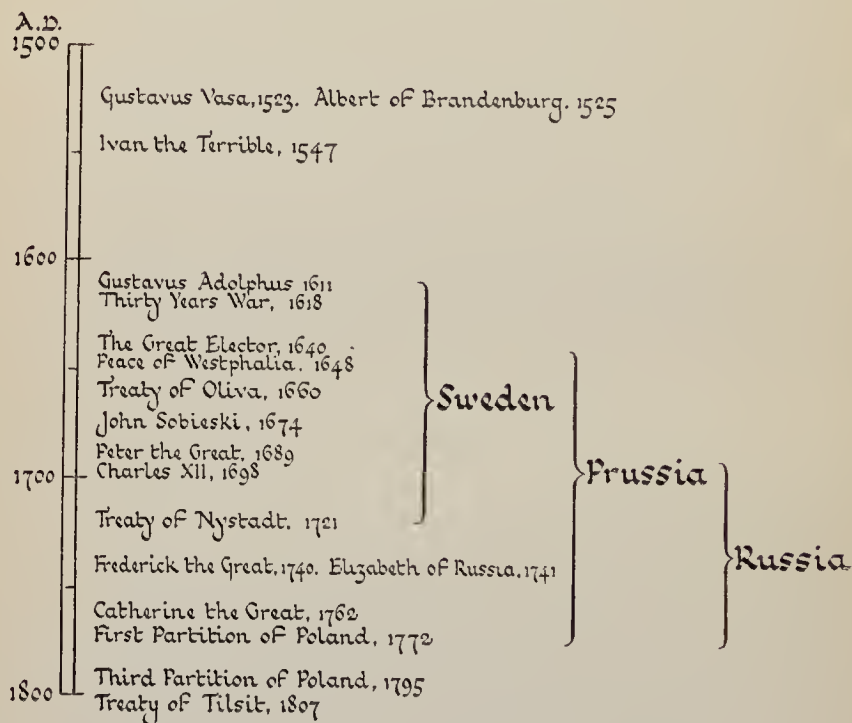 A.D.
1500
Gustavus Vasa, 1523. Albert of Brandenburg. 1525
Ivan the Terrible, 1547
1600
Gustavus Adolphus 1611
Thirty Years War, 1618
The Great Elector, 1640
Peace of Westphalia. 1648
Treaty of Oliva, 1660
Sweden
John Sobieski, 1674
Peter the Great, 1689
Charles XII, 1698
1700
Prussia
Treaty of Nystadt. 1721
Frederick the Great, 1740. Elizabeth of Russia, 1741
Russia
Catherine the Great, 1762
First Partition of Poland, 1772
Third Partition of Poland, 1795
1800
Treaty of Tilsit, 1807